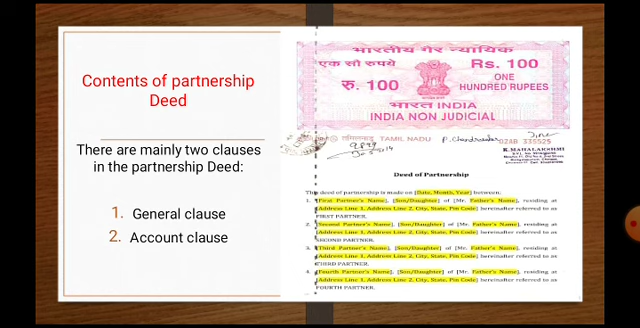 Contents of partnership
Deed
There are mainly two clauses
in the partnership Deed:
1. General clause
2. Account clause
भारतीय गैर न्यायिक
एक सौ रुपये
Rs. 100
रु. 100
ONE
HUNDRED RUPEES
भारत INDIA
INDIA NON JUDICIAL
தமிழ்நாடு TAMIL NADU
D24B 335525
K. MAHALAKSHMI
Deed of Partnership
This deed of partnership is made on [Date, Month, Year] between:
1. [First Partner's Name], [Son/Daughter] of [Mr. Father's Name], residing at
[Address Line 1, Address Line 2, City, State, Pin Code] hereinafter referred to as
FIRST PARTNER.
2. [Second Partner's Name], [Son/Daughter] of [Mr. Father's Name], residing at
[Address Line 1, Address Line 2, City, State, Pin Code] hereinafter referred to as
SECOND PARTNER.
3. [Third Partner's Name], [Son/Daughter] of [Mr. Father's Name], residing at
[Address Line 1, Address Line 2, City, State, Pin Code] hereinafter referred to as
THIRD PARTNER.
4. [Fourth Partner's Name], [Son/Daughter] of [Mr. Father's Name], residing at
[Address Line 1, Address Line 2, City, State, Pin Code] hereinafter referred to as
FOURTH PARTNER.